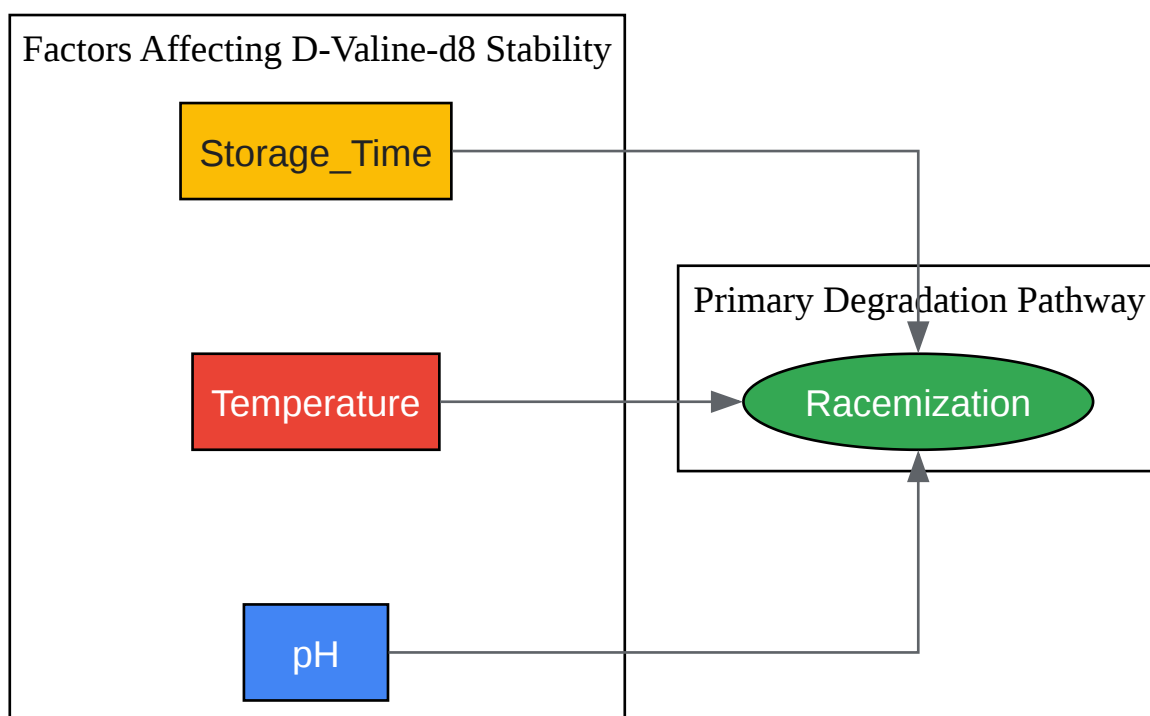 Factors Affecting D-Valine-d8 Stability
Storage_Time
Primary Degradation Pathway
Temperature
Racemization
pH